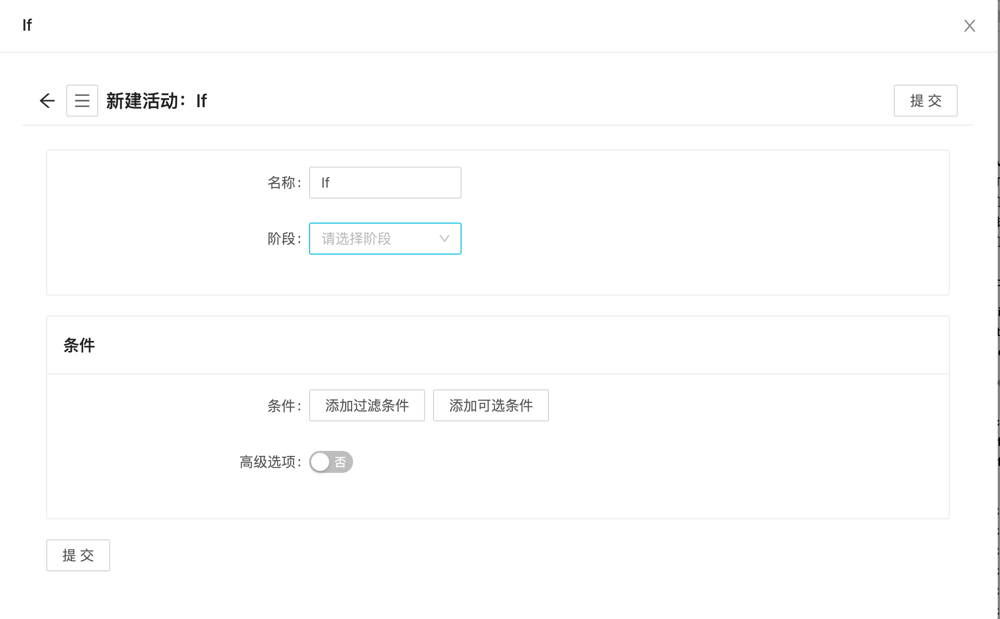 If
新建活动：If
提 交
名称：
If
阶段：
请选择阶段
条件
条件：
添加过滤条件
添加可选条件
高级选项：
否
提 交